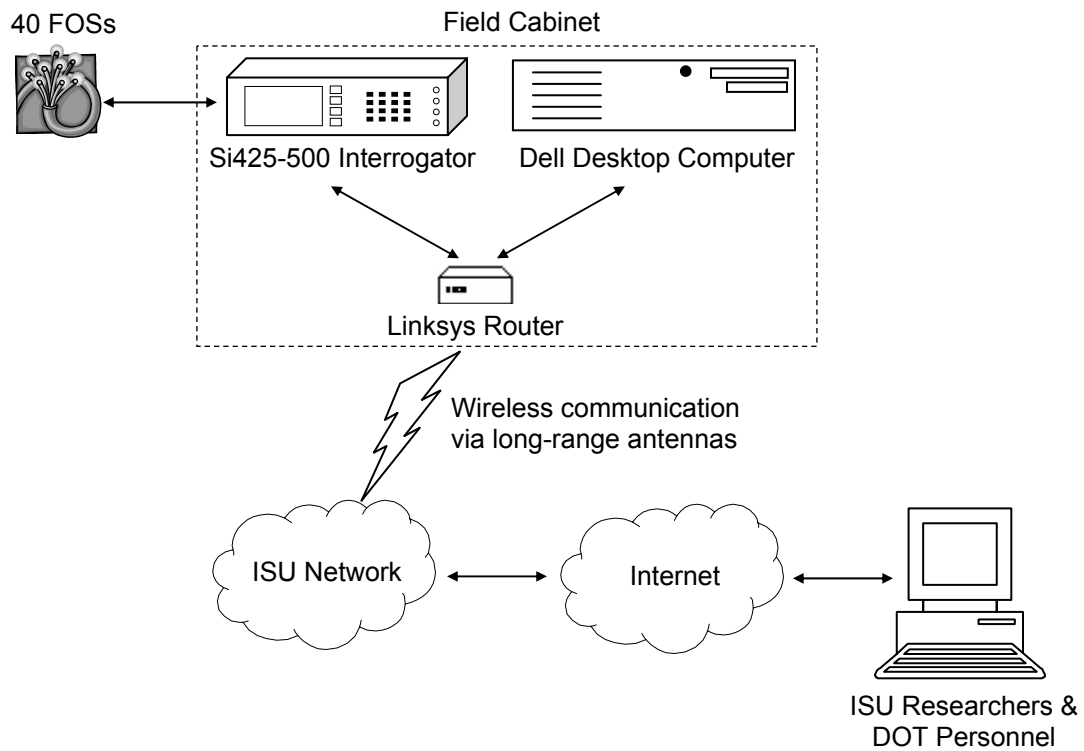 40 FOSs
Field Cabinet
Si425-500 Interrogator
Dell Desktop Computer
Linksys Router
Wireless communication
via long-range antennas
ISU Network
Internet
ISU Researchers &
DOT Personnel